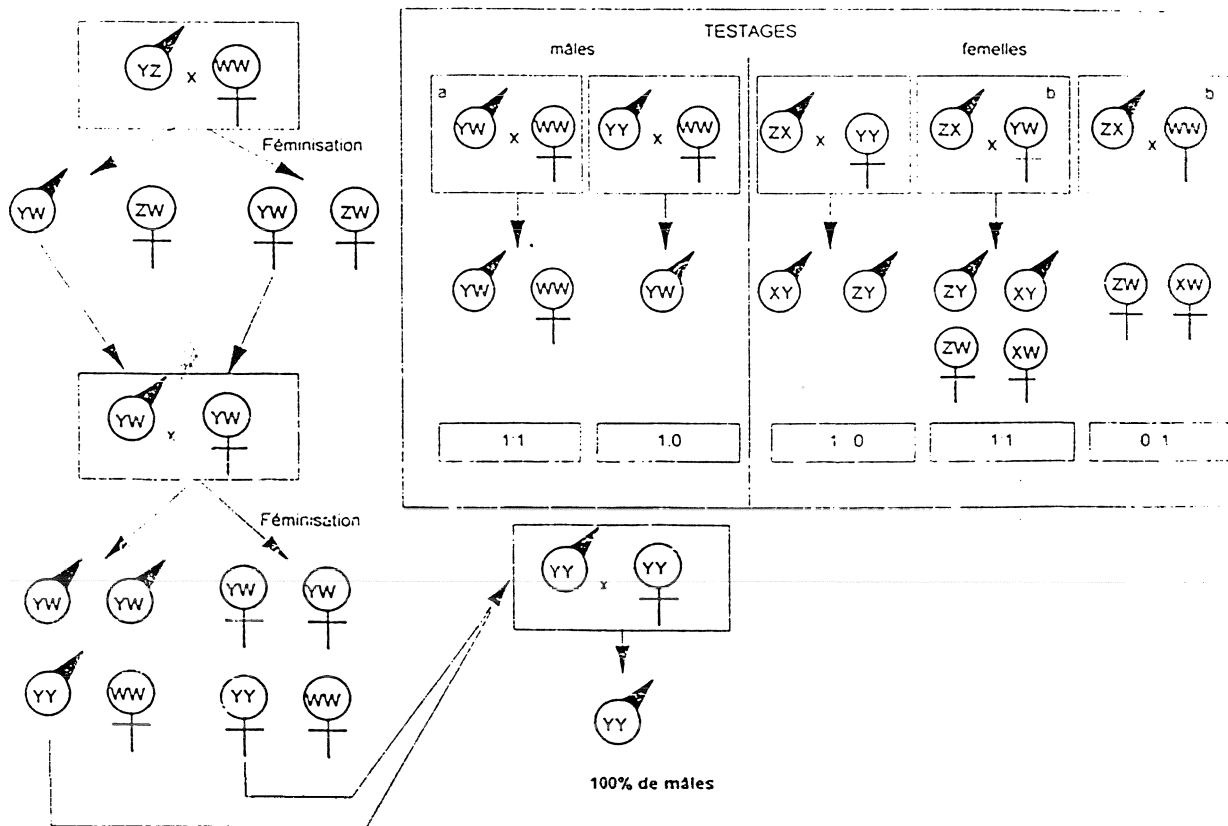 YZ x WW
Féminisation
YW ZW YW ZW
YW x YW
Féminisation
YW YW YW YW
YY WW YY WW
TESTAGES
mâles femelles
a b b
YW x WW YY x WW ZX x YY ZX x YW ZX x WW
YW WW YW XY ZY ZY XY ZW XW
ZW XW
1:1 1:0 1:0 1:1 0:1
YY x YY
YY
100% de mâles